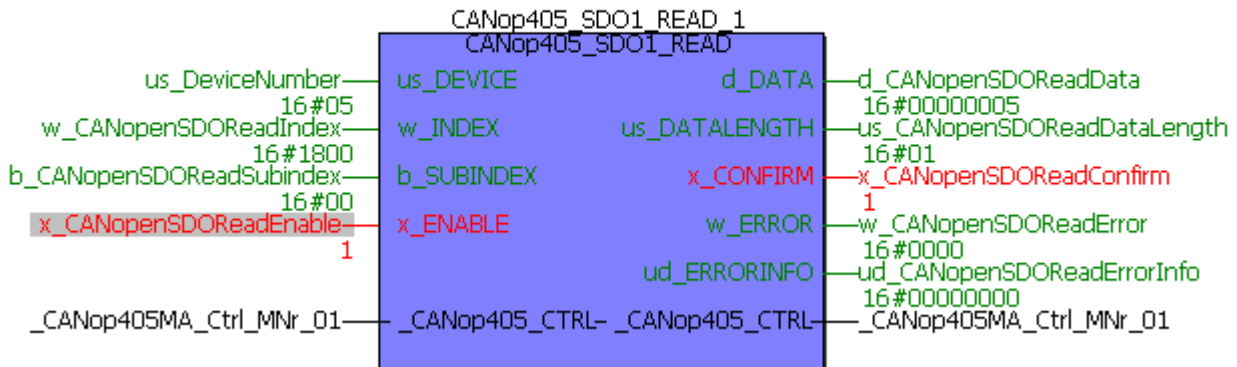 CANop405_SDO1_READ_1
CANop405_SDO1_READ
us_DeviceNumber us_DEVICE d_DATA d_CANopenSDOReadData
16#05 16#00000005
w_CANopenSDOReadIndex w_INDEX us_DATALENGTH us_CANopenSDOReadDataLength
16#1800 16#01
b_CANopenSDOReadSubindex b_SUBINDEX x_CONFIRM x_CANopenSDOReadConfirm
16#00 1
x_CANopenSDOReadEnable x_ENABLE w_ERROR w_CANopenSDOReadError
1 16#0000
ud_ERRORINFO ud_CANopenSDOReadErrorInfo
16#00000000
_CANop405MA_Ctrl_MNr_01 _CANop405_CTRL _CANop405_CTRL _CANop405MA_Ctrl_MNr_01